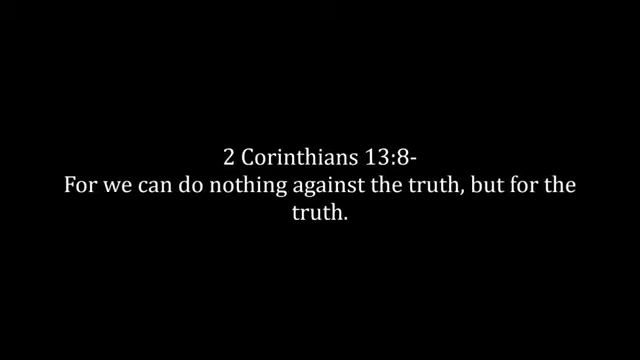 2 Corinthians 13:8-
For we can do nothing against the truth, but for the
truth.